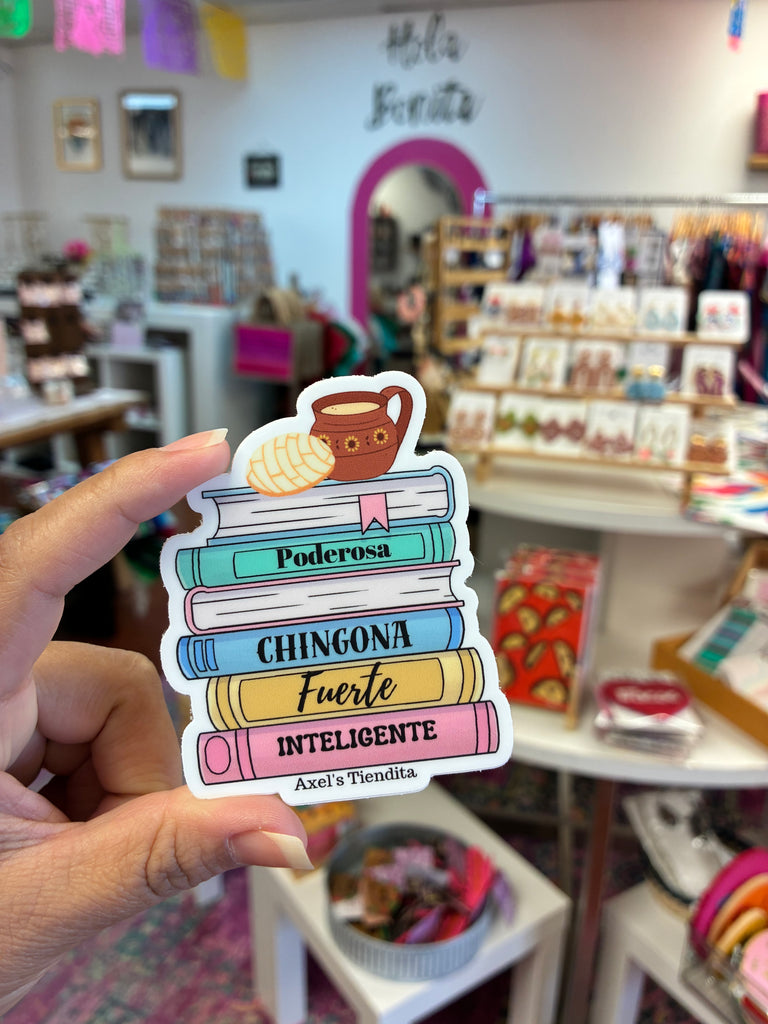 Hola
Bonita
Poderosa
CHINGONA
Fuerte
INTELIGENTE
Axel's Tiendita